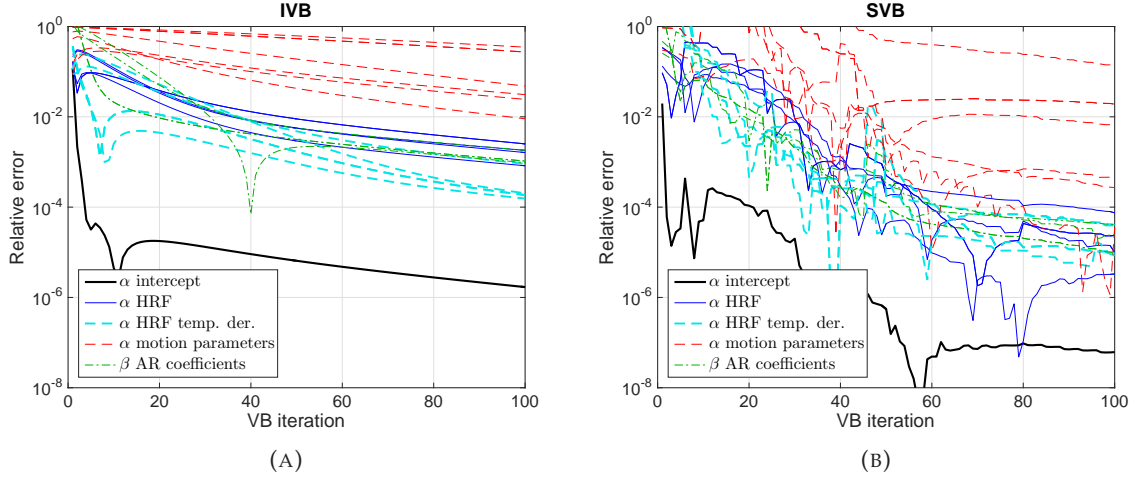 IVB
Relative error
10^0
10^-2
10^-4
10^-6
10^-8
α intercept
α HRF
α HRF temp. der.
α motion parameters
β AR coefficients
0 20 40 60 80 100
VB iteration
(A)
SVB
Relative error
10^0
10^-2
10^-4
10^-6
10^-8
α intercept
α HRF
α HRF temp. der.
α motion parameters
β AR coefficients
0 20 40 60 80 100
VB iteration
(B)